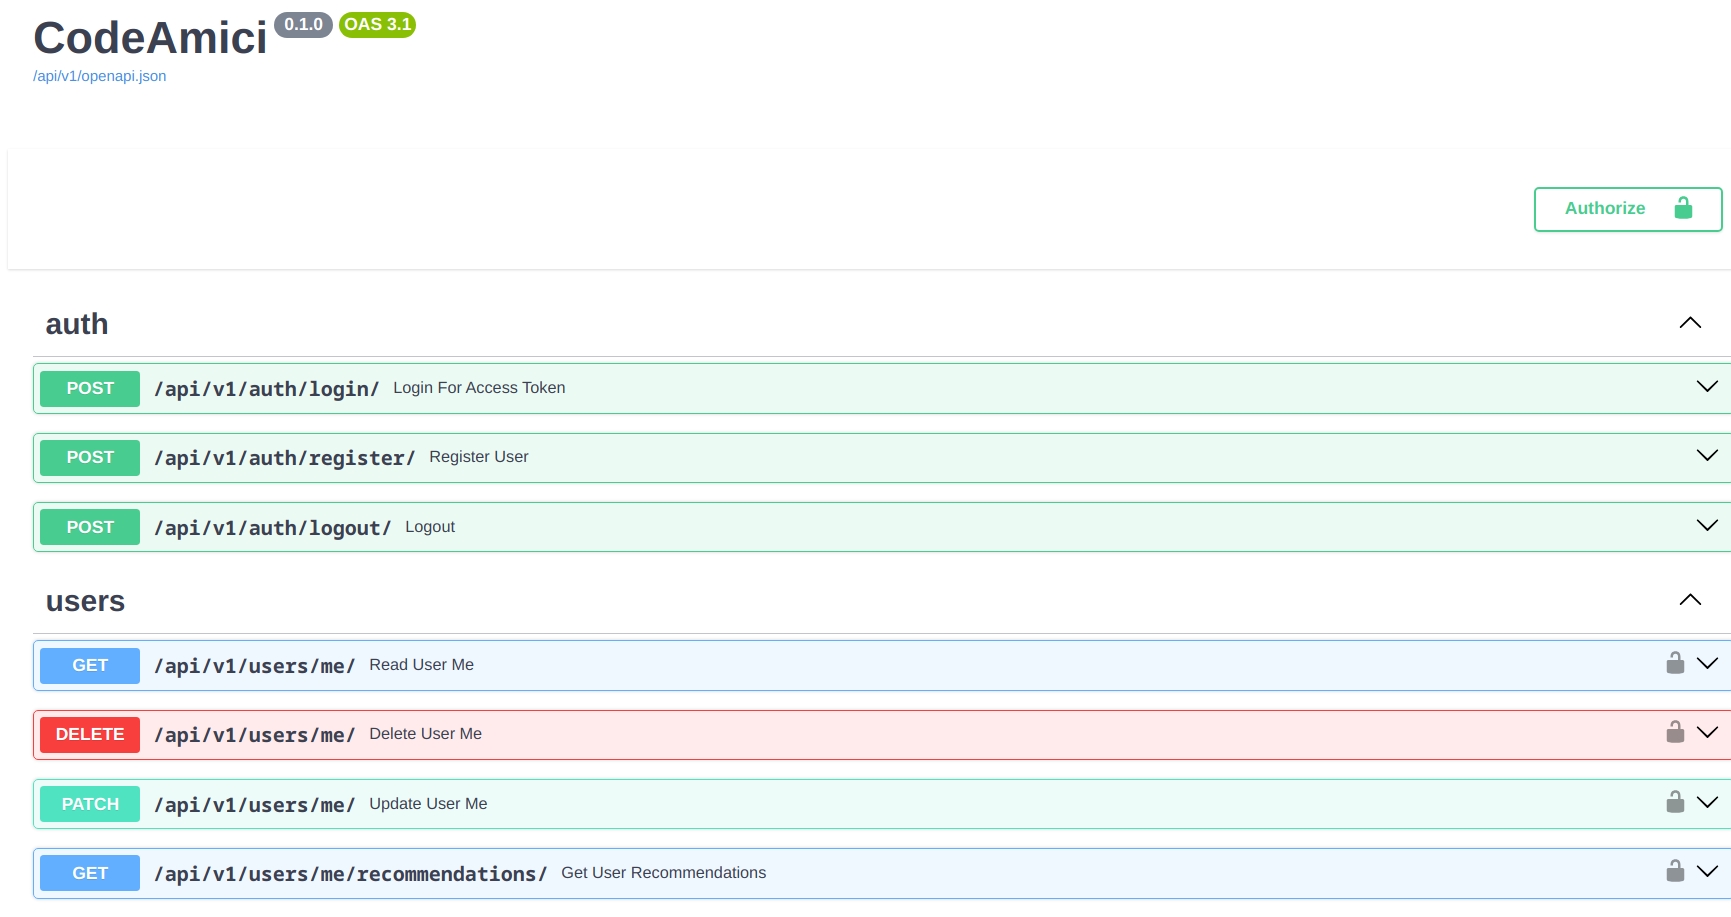 CodeAmici 0.1.0 OAS 3.1
/api/v1/openapi.json
Authorize
auth
POST /api/v1/auth/login/ Login For Access Token
POST /api/v1/auth/register/ Register User
POST /api/v1/auth/logout/ Logout
users
GET /api/v1/users/me/ Read User Me
DELETE /api/v1/users/me/ Delete User Me
PATCH /api/v1/users/me/ Update User Me
GET /api/v1/users/me/recommendations/ Get User Recommendations